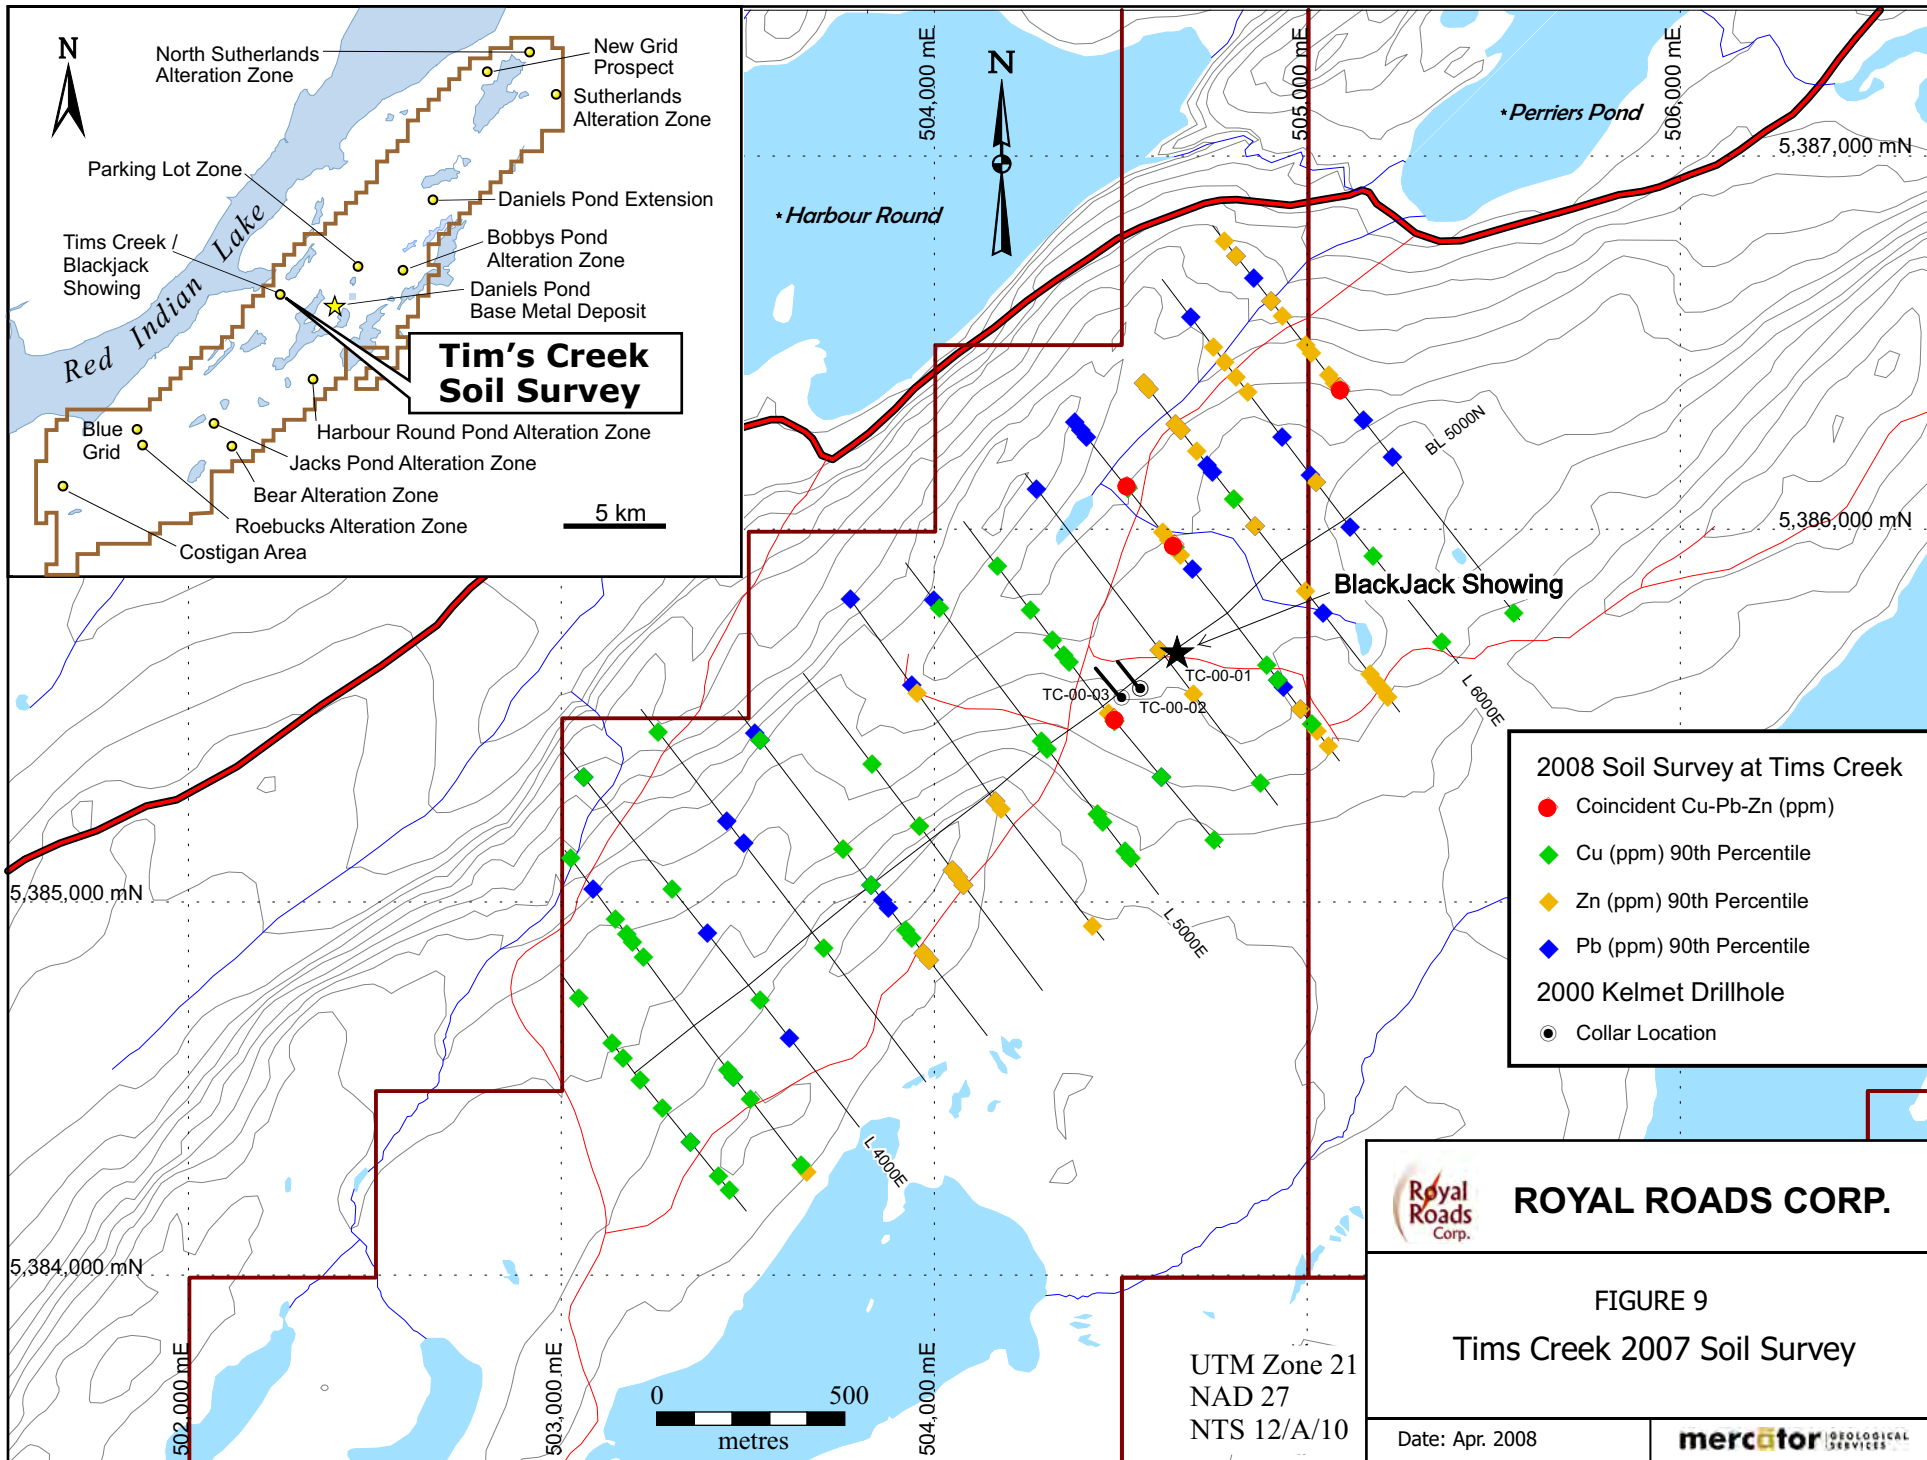 N
North Sutherlands
Alteration Zone
New Grid
Prospect
Sutherlands
Alteration Zone
Parking Lot Zone
Daniels Pond Extension
Tims Creek /
Blackjack
Showing
Bobbys Pond
Alteration Zone
Daniels Pond
Base Metal Deposit
Red Indian Lake
Tim's Creek
Soil Survey
Blue
Grid
Harbour Round Pond Alteration Zone
Jacks Pond Alteration Zone
Bear Alteration Zone
Roebucks Alteration Zone
Costigan Area
5 km
504,000 mE
505,000 mE
506,000 mE
N
Perriers Pond
Harbour Round
5,387,000 mN
BL 5000N
5,386,000 mN
BlackJack Showing
TC-00-01
TC-00-03
TC-00-02
L 6000E
L 5000E
5,385,000 mN
L 4000E
5,384,000 mN
2008 Soil Survey at Tims Creek
Coincident Cu-Pb-Zn (ppm)
Cu (ppm) 90th Percentile
Zn (ppm) 90th Percentile
Pb (ppm) 90th Percentile
2000 Kelmet Drillhole
Collar Location
502,000 mE
503,000 mE
504,000 mE
0 500
metres
UTM Zone 21
NAD 27
NTS 12/A/10
Royal
Roads
Corp.
ROYAL ROADS CORP.
FIGURE 9
Tims Creek 2007 Soil Survey
Date: Apr. 2008
mercator GEOLOGICAL
SERVICES